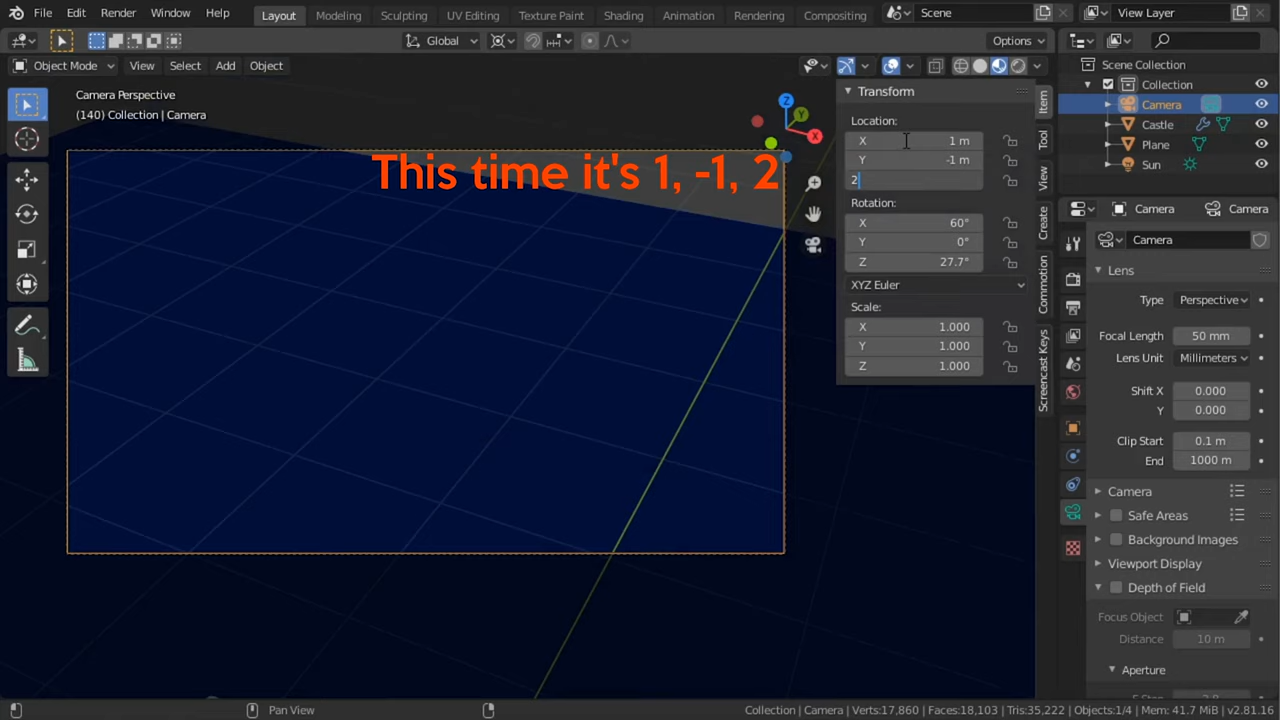 File Edit Render Window Help Layout Modeling Sculpting UV Editing Texture Paint Shading Animation Rendering Compositing Scene View Layer
Global Options
Object Mode View Select Add Object
Camera Perspective
(140) Collection | Camera
This time it's 1, -1, 2
Z
Y
X
Transform
Location:
X 1 m
Y -1 m
2
Rotation:
X 60°
Y 0°
Z 27.7°
XYZ Euler
Scale:
X 1.000
Y 1.000
Z 1.000
Item
Tool
View
Create
Commotion
Screencast Keys
Scene Collection
Collection
Camera
Castle
Plane
Sun
Camera Camera
Camera
Lens
Type Perspective
Focal Length 50 mm
Lens Unit Millimeters
Shift X 0.000
Y 0.000
Clip Start 0.1 m
End 1000 m
Camera
Safe Areas
Background Images
Viewport Display
Depth of Field
Focus Object
Distance 10 m
Aperture
Pan View Collection | Camera | Verts:17,860 | Faces:18,103 | Tris:35,222 | Objects:1/4 | Mem: 41.7 MiB | v2.81.16